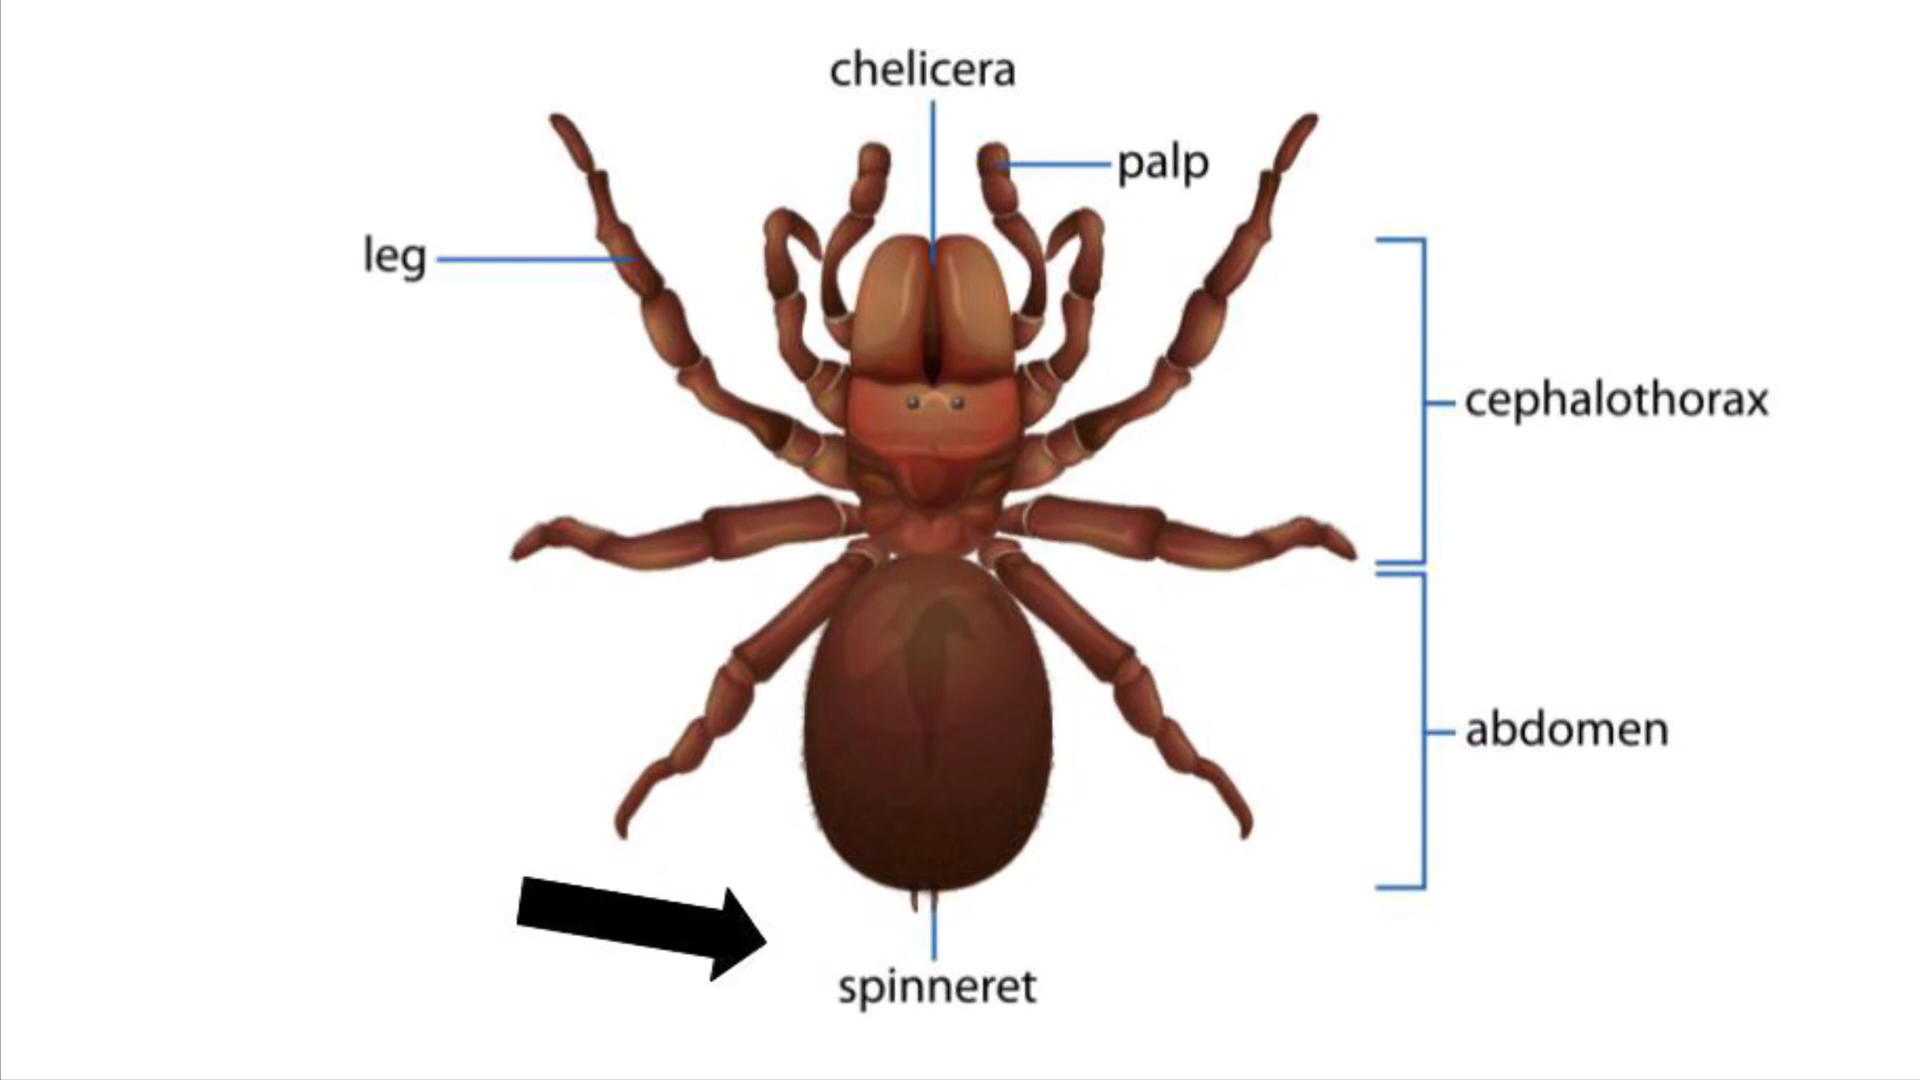 chelicera
palp
leg
cephalothorax
abdomen
spinneret